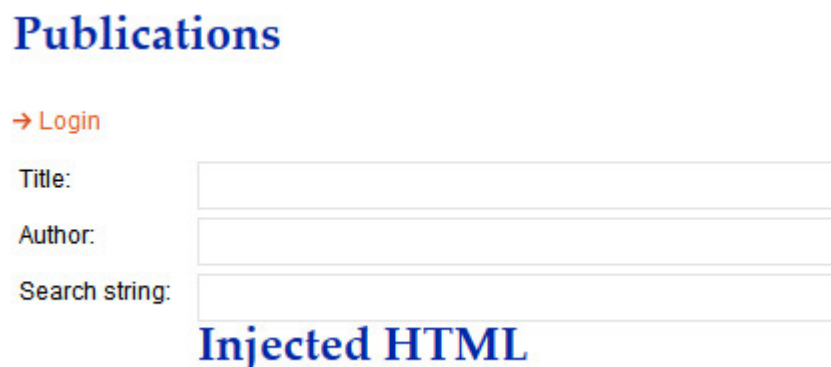 Publications
→ Login
Title:
Author:
Search string:
Injected HTML